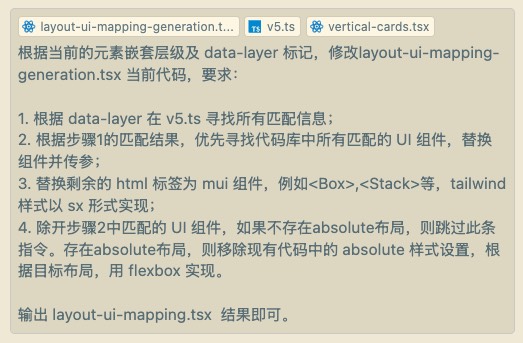 layout-ui-mapping-generation.t... TS v5.ts vertical-cards.tsx
根据当前的元素嵌套层级及 data-layer 标记，修改layout-ui-mapping-
generation.tsx 当前代码，要求：
1. 根据 data-layer 在 v5.ts 寻找所有匹配信息；
2. 根据步骤1的匹配结果，优先寻找代码库中所有匹配的 UI 组件，替换
组件并传参；
3. 替换剩余的 html 标签为 mui 组件，例如<Box>,<Stack>等，tailwind
样式以 sx 形式实现；
4. 除开步骤2中匹配的 UI 组件，如果不存在absolute布局，则跳过此条
指令。存在absolute布局，则移除现有代码中的 absolute 样式设置，根
据目标布局，用 flexbox 实现。
输出 layout-ui-mapping.tsx 结果即可。